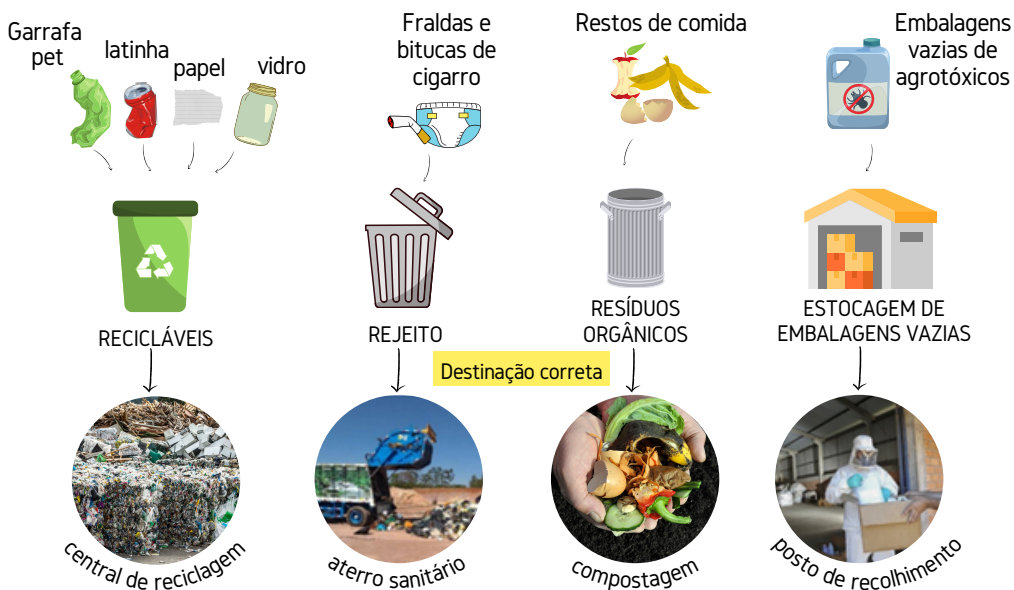 Garrafa
pet
latinha
papel
vidro
Fraldas e
bitucas de
cigarro
Restos de comida
Embalagens
vazias de
agrotóxicos
RECICLÁVEIS
REJEITO
RESÍDUOS
ORGÂNICOS
ESTOCAGEM DE
EMBALAGENS VAZIAS
Destinação correta
central de reciclagem
aterro sanitário
compostagem
posto de recolhimento